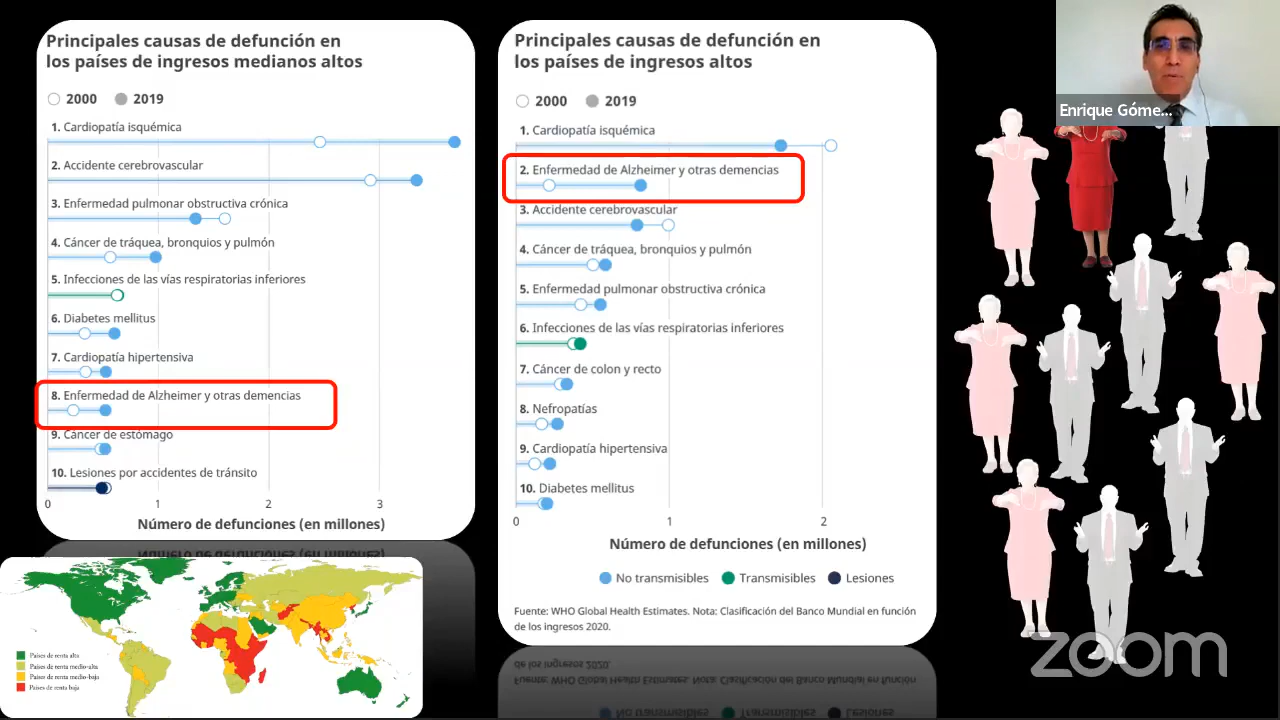 Principales causas de defunción en
los países de ingresos medianos altos
2000 2019
1. Cardiopatía isquémica
2. Accidente cerebrovascular
3. Enfermedad pulmonar obstructiva crónica
4. Cáncer de tráquea, bronquios y pulmón
5. Infecciones de las vías respiratorias inferiores
6. Diabetes mellitus
7. Cardiopatía hipertensiva
8. Enfermedad de Alzheimer y otras demencias
9. Cáncer de estómago
10. Lesiones por accidentes de tránsito
0 1 2 3
Número de defunciones (en millones)
Principales causas de defunción en
los países de ingresos altos
2000 2019
1. Cardiopatía isquémica
2. Enfermedad de Alzheimer y otras demencias
3. Accidente cerebrovascular
4. Cáncer de tráquea, bronquios y pulmón
5. Enfermedad pulmonar obstructiva crónica
6. Infecciones de las vías respiratorias inferiores
7. Cáncer de colon y recto
8. Nefropatías
9. Cardiopatía hipertensiva
10. Diabetes mellitus
0 1 2
Número de defunciones (en millones)
No transmisibles Transmisibles Lesiones
Fuente: WHO Global Health Estimates. Nota: Clasificación del Banco Mundial en función
de los ingresos 2020.
Países de renta alta
Países de renta medio-alta
Países de renta medio-baja
Países de renta baja
Enrique Góme...
zoom